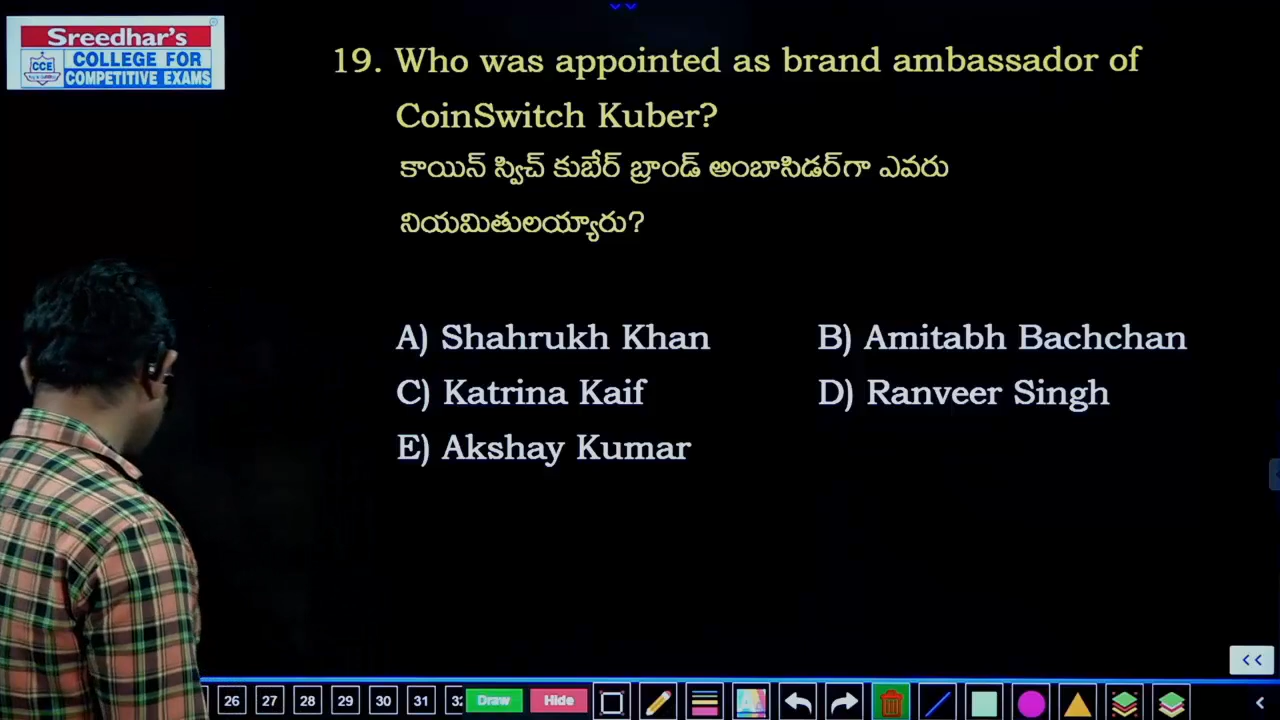 Sreedhar's
CCE
COLLEGE FOR
COMPETITIVE EXAMS
19. Who was appointed as brand ambassador of
CoinSwitch Kuber?
కాయిన్ స్విచ్ కుబేర్ బ్రాండ్ అంబాసిడర్‌గా ఎవరు
నియమితులయ్యారు?
A) Shahrukh Khan B) Amitabh Bachchan
C) Katrina Kaif D) Ranveer Singh
E) Akshay Kumar
<<
26 27 28 29 30 31 Draw Hide